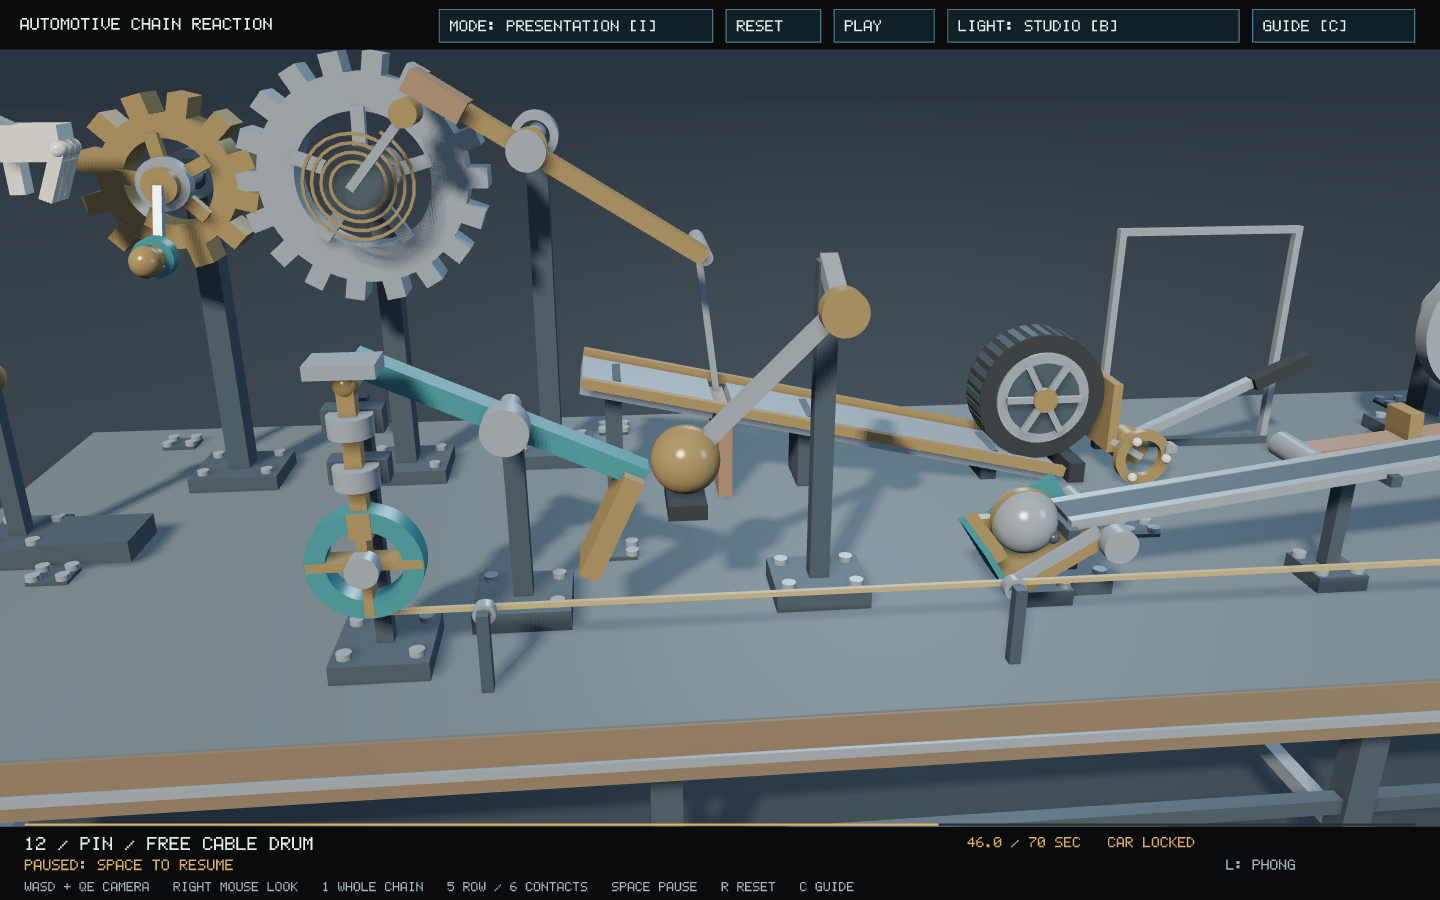 AUTOMOTIVE CHAIN REACTION
MODE: PRESENTATION [I]
RESET
PLAY
LIGHT: STUDIO [B]
GUIDE [C]
12 / PIN / FREE CABLE DRUM
46.0 / 70 SEC
CAR LOCKED
PAUSED: SPACE TO RESUME
L: PHONG
WASD + QE CAMERA
RIGHT MOUSE LOOK
1 WHOLE CHAIN
5 ROW / 6 CONTACTS
SPACE PAUSE
R RESET
C GUIDE